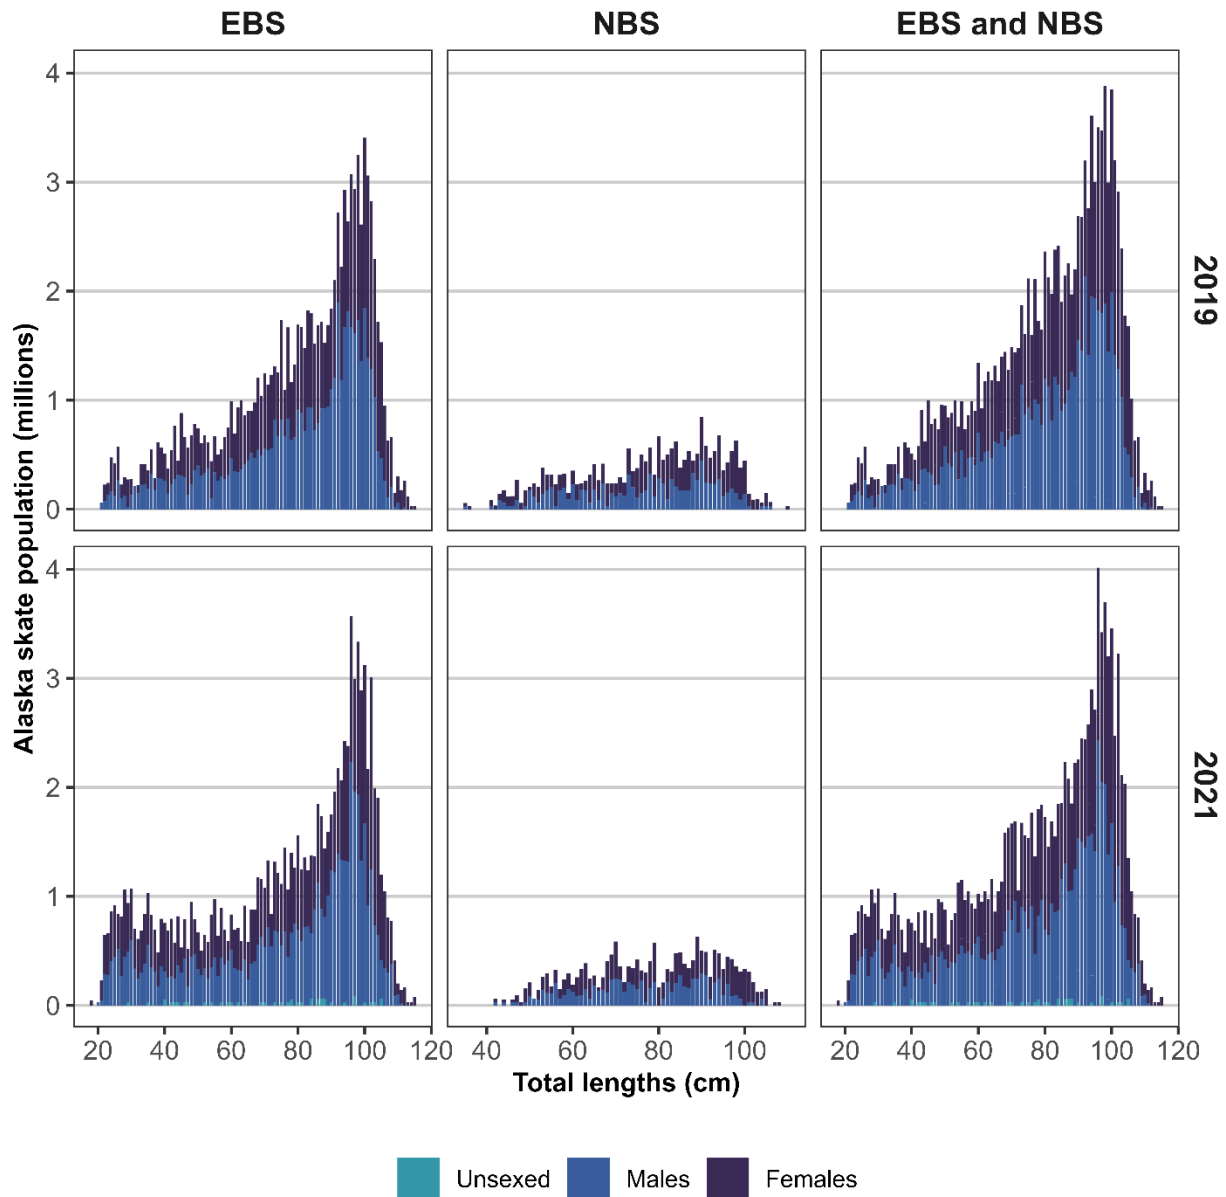 EBS NBS EBS and NBS
4
3
2
1
0
2019
4
3
2
1
0
2021
Alaska skate population (millions)
20 40 60 80 100 120 40 60 80 100 20 40 60 80 100 120
Total lengths (cm)
Unsexed Males Females